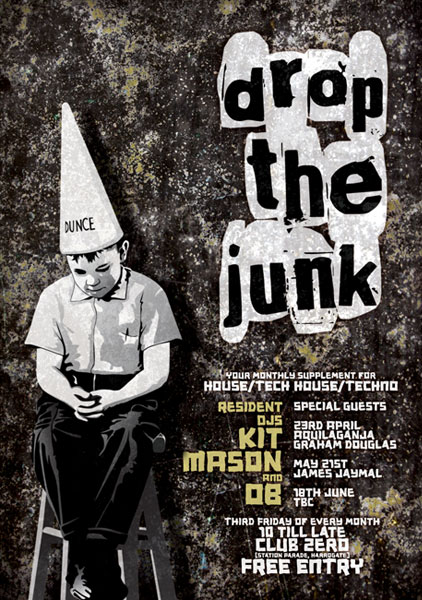 DUNCE
drop
the
junk
YOUR MONTHLY SUPPLEMENT FOR
HOUSE/TECH HOUSE/TECHNO
RESIDENT
DJS
KIT
MASON
AND
OB
SPECIAL GUESTS
23RD APRIL
AQUILAGANJA
GRAHAM DOUGLAS
MAY 21ST
JAMES JAYMAL
18TH JUNE
TBC
THIRD FRIDAY OF EVERY MONTH
10 TILL LATE
CLUB ZERO
[STATION PARADE, HARROGATE]
FREE ENTRY